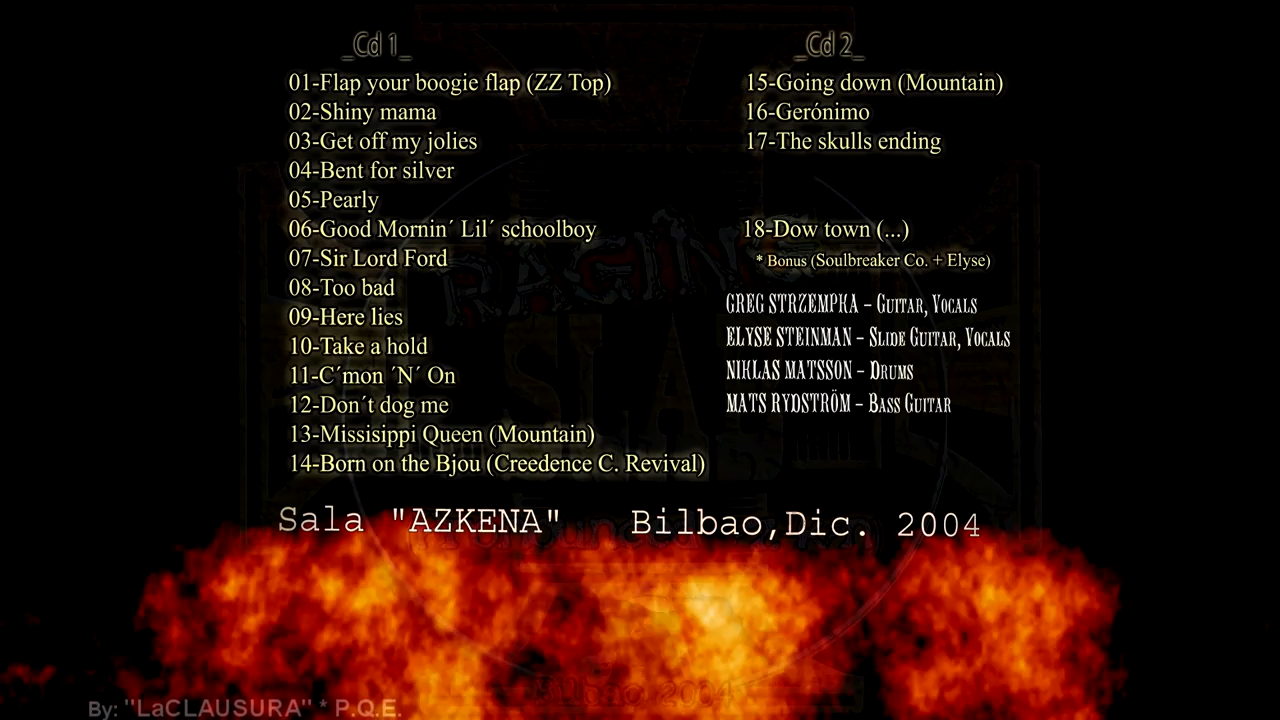 _Cd 1_
01-Flap your boogie flap (ZZ Top)
02-Shiny mama
03-Get off my jolies
04-Bent for silver
05-Pearly
06-Good Mornin´ Lil´ schoolboy
07-Sir Lord Ford
08-Too bad
09-Here lies
10-Take a hold
11-C´mon ´N´ On
12-Don´t dog me
13-Missisippi Queen (Mountain)
14-Born on the Bjou (Creedence C. Revival)
_Cd 2_
15-Going down (Mountain)
16-Gerónimo
17-The skulls ending
18-Dow town (...)
* Bonus (Soulbreaker Co. + Elyse)
GREG STRZEMPKA – GUITAR, VOCALS
ELYSE STEINMAN – SLIDE GUITAR, VOCALS
NIKLAS MATSSON – DRUMS
MATS RYDSTRÖM – BASS GUITAR
RAGING
SLAB
Sala "AZKENA" Bilbao,Dic. 2004
Bilbao 2004
By: "LaCLAUSURA" * P.Q.E.